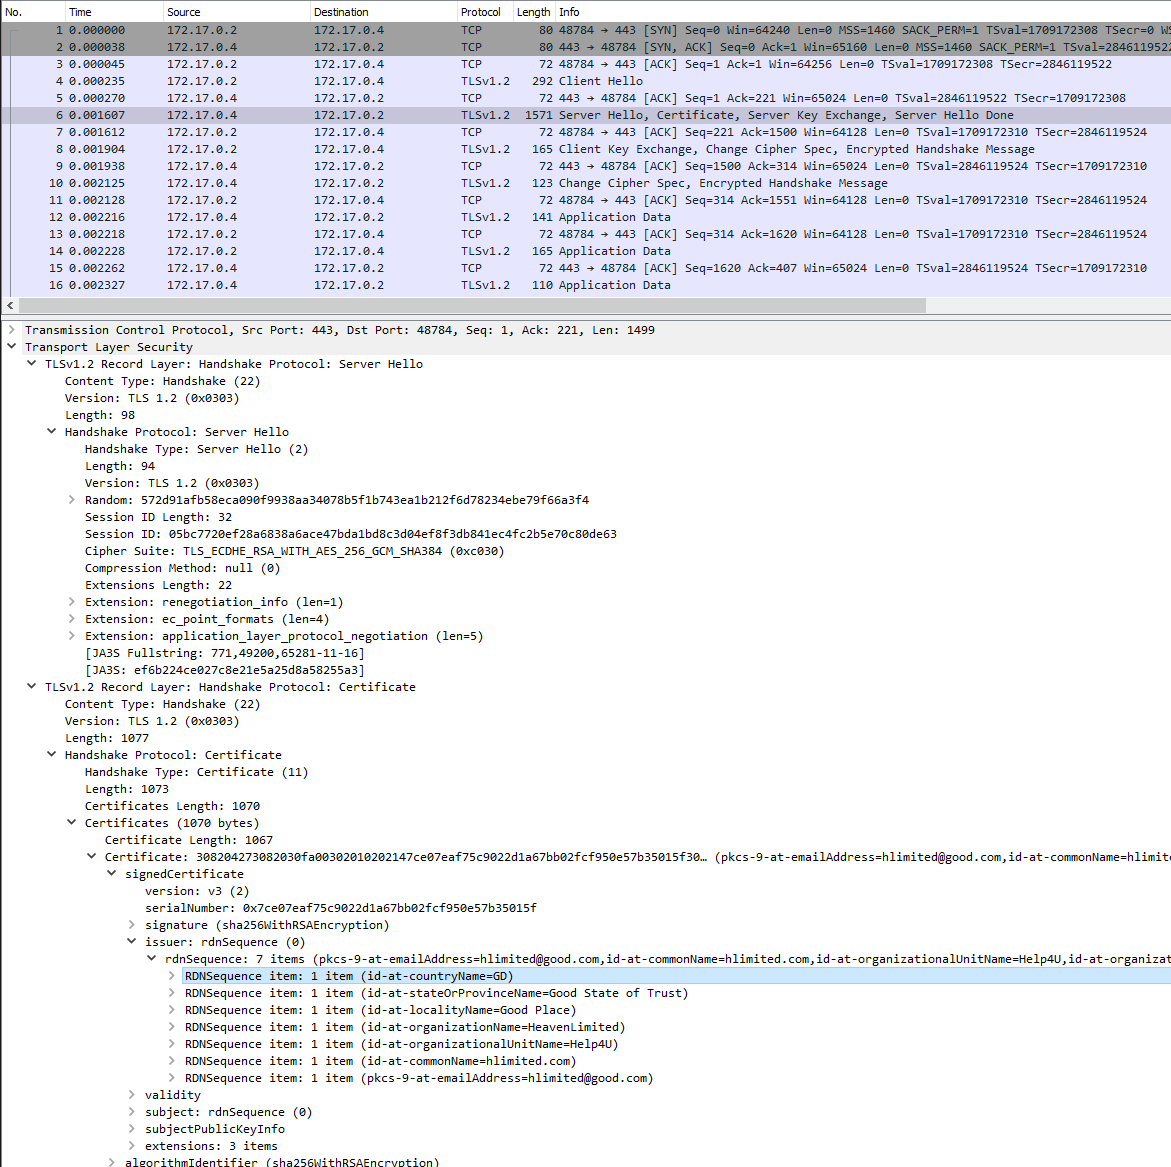 No. Time Source Destination Protocol Length Info
1 0.000000 172.17.0.2 172.17.0.4 TCP 80 48784 → 443 [SYN] Seq=0 Win=64240 Len=0 MSS=1460 SACK_PERM=1 TSval=1709172308 TSecr=0 WS
2 0.000038 172.17.0.4 172.17.0.2 TCP 80 443 → 48784 [SYN, ACK] Seq=0 Ack=1 Win=65160 Len=0 MSS=1460 SACK_PERM=1 TSval=2846119522
3 0.000045 172.17.0.2 172.17.0.4 TCP 72 48784 → 443 [ACK] Seq=1 Ack=1 Win=64256 Len=0 TSval=1709172308 TSecr=2846119522
4 0.000235 172.17.0.2 172.17.0.4 TLSv1.2 292 Client Hello
5 0.000270 172.17.0.4 172.17.0.2 TCP 72 443 → 48784 [ACK] Seq=1 Ack=221 Win=65024 Len=0 TSval=2846119522 TSecr=1709172308
6 0.001607 172.17.0.4 172.17.0.2 TLSv1.2 1571 Server Hello, Certificate, Server Key Exchange, Server Hello Done
7 0.001612 172.17.0.2 172.17.0.4 TCP 72 48784 → 443 [ACK] Seq=221 Ack=1500 Win=64128 Len=0 TSval=1709172310 TSecr=2846119524
8 0.001904 172.17.0.2 172.17.0.4 TLSv1.2 165 Client Key Exchange, Change Cipher Spec, Encrypted Handshake Message
9 0.001938 172.17.0.4 172.17.0.2 TCP 72 443 → 48784 [ACK] Seq=1500 Ack=314 Win=65024 Len=0 TSval=2846119524 TSecr=1709172310
10 0.002125 172.17.0.4 172.17.0.2 TLSv1.2 123 Change Cipher Spec, Encrypted Handshake Message
11 0.002128 172.17.0.2 172.17.0.4 TCP 72 48784 → 443 [ACK] Seq=314 Ack=1551 Win=64128 Len=0 TSval=1709172310 TSecr=2846119524
12 0.002216 172.17.0.4 172.17.0.2 TLSv1.2 141 Application Data
13 0.002218 172.17.0.2 172.17.0.4 TCP 72 48784 → 443 [ACK] Seq=314 Ack=1620 Win=64128 Len=0 TSval=1709172310 TSecr=2846119524
14 0.002228 172.17.0.2 172.17.0.4 TLSv1.2 165 Application Data
15 0.002262 172.17.0.4 172.17.0.2 TCP 72 443 → 48784 [ACK] Seq=1620 Ack=407 Win=65024 Len=0 TSval=2846119524 TSecr=1709172310
16 0.002327 172.17.0.4 172.17.0.2 TLSv1.2 110 Application Data
Transmission Control Protocol, Src Port: 443, Dst Port: 48784, Seq: 1, Ack: 221, Len: 1499
Transport Layer Security
TLSv1.2 Record Layer: Handshake Protocol: Server Hello
Content Type: Handshake (22)
Version: TLS 1.2 (0x0303)
Length: 98
Handshake Protocol: Server Hello
Handshake Type: Server Hello (2)
Length: 94
Version: TLS 1.2 (0x0303)
Random: 572d91afb58eca090f9938aa34078b5f1b743ea1b212f6d78234ebe79f66a3f4
Session ID Length: 32
Session ID: 05bc7720ef28a6838a6ace47bda1bd8c3d04ef8f3db841ec4fc2b5e70c80de63
Cipher Suite: TLS_ECDHE_RSA_WITH_AES_256_GCM_SHA384 (0xc030)
Compression Method: null (0)
Extensions Length: 22
Extension: renegotiation_info (len=1)
Extension: ec_point_formats (len=4)
Extension: application_layer_protocol_negotiation (len=5)
[JA3S Fullstring: 771,49200,65281-11-16]
[JA3S: ef6b224ce027c8e21e5a25d8a58255a3]
TLSv1.2 Record Layer: Handshake Protocol: Certificate
Content Type: Handshake (22)
Version: TLS 1.2 (0x0303)
Length: 1077
Handshake Protocol: Certificate
Handshake Type: Certificate (11)
Length: 1073
Certificates Length: 1070
Certificates (1070 bytes)
Certificate Length: 1067
Certificate: 308204273082030fa00302010202147ce07eaf75c9022d1a67bb02fcf950e57b35015f30… (pkcs-9-at-emailAddress=hlimited@good.com,id-at-commonName=hlimite
signedCertificate
version: v3 (2)
serialNumber: 0x7ce07eaf75c9022d1a67bb02fcf950e57b35015f
signature (sha256WithRSAEncryption)
issuer: rdnSequence (0)
rdnSequence: 7 items (pkcs-9-at-emailAddress=hlimited@good.com,id-at-commonName=hlimited.com,id-at-organizationalUnitName=Help4U,id-at-organizat
RDNSequence item: 1 item (id-at-countryName=GD)
RDNSequence item: 1 item (id-at-stateOrProvinceName=Good State of Trust)
RDNSequence item: 1 item (id-at-localityName=Good Place)
RDNSequence item: 1 item (id-at-organizationName=HeavenLimited)
RDNSequence item: 1 item (id-at-organizationalUnitName=Help4U)
RDNSequence item: 1 item (id-at-commonName=hlimited.com)
RDNSequence item: 1 item (pkcs-9-at-emailAddress=hlimited@good.com)
validity
subject: rdnSequence (0)
subjectPublicKeyInfo
extensions: 3 items
algorithmIdentifier (sha256WithRSAEncryption)